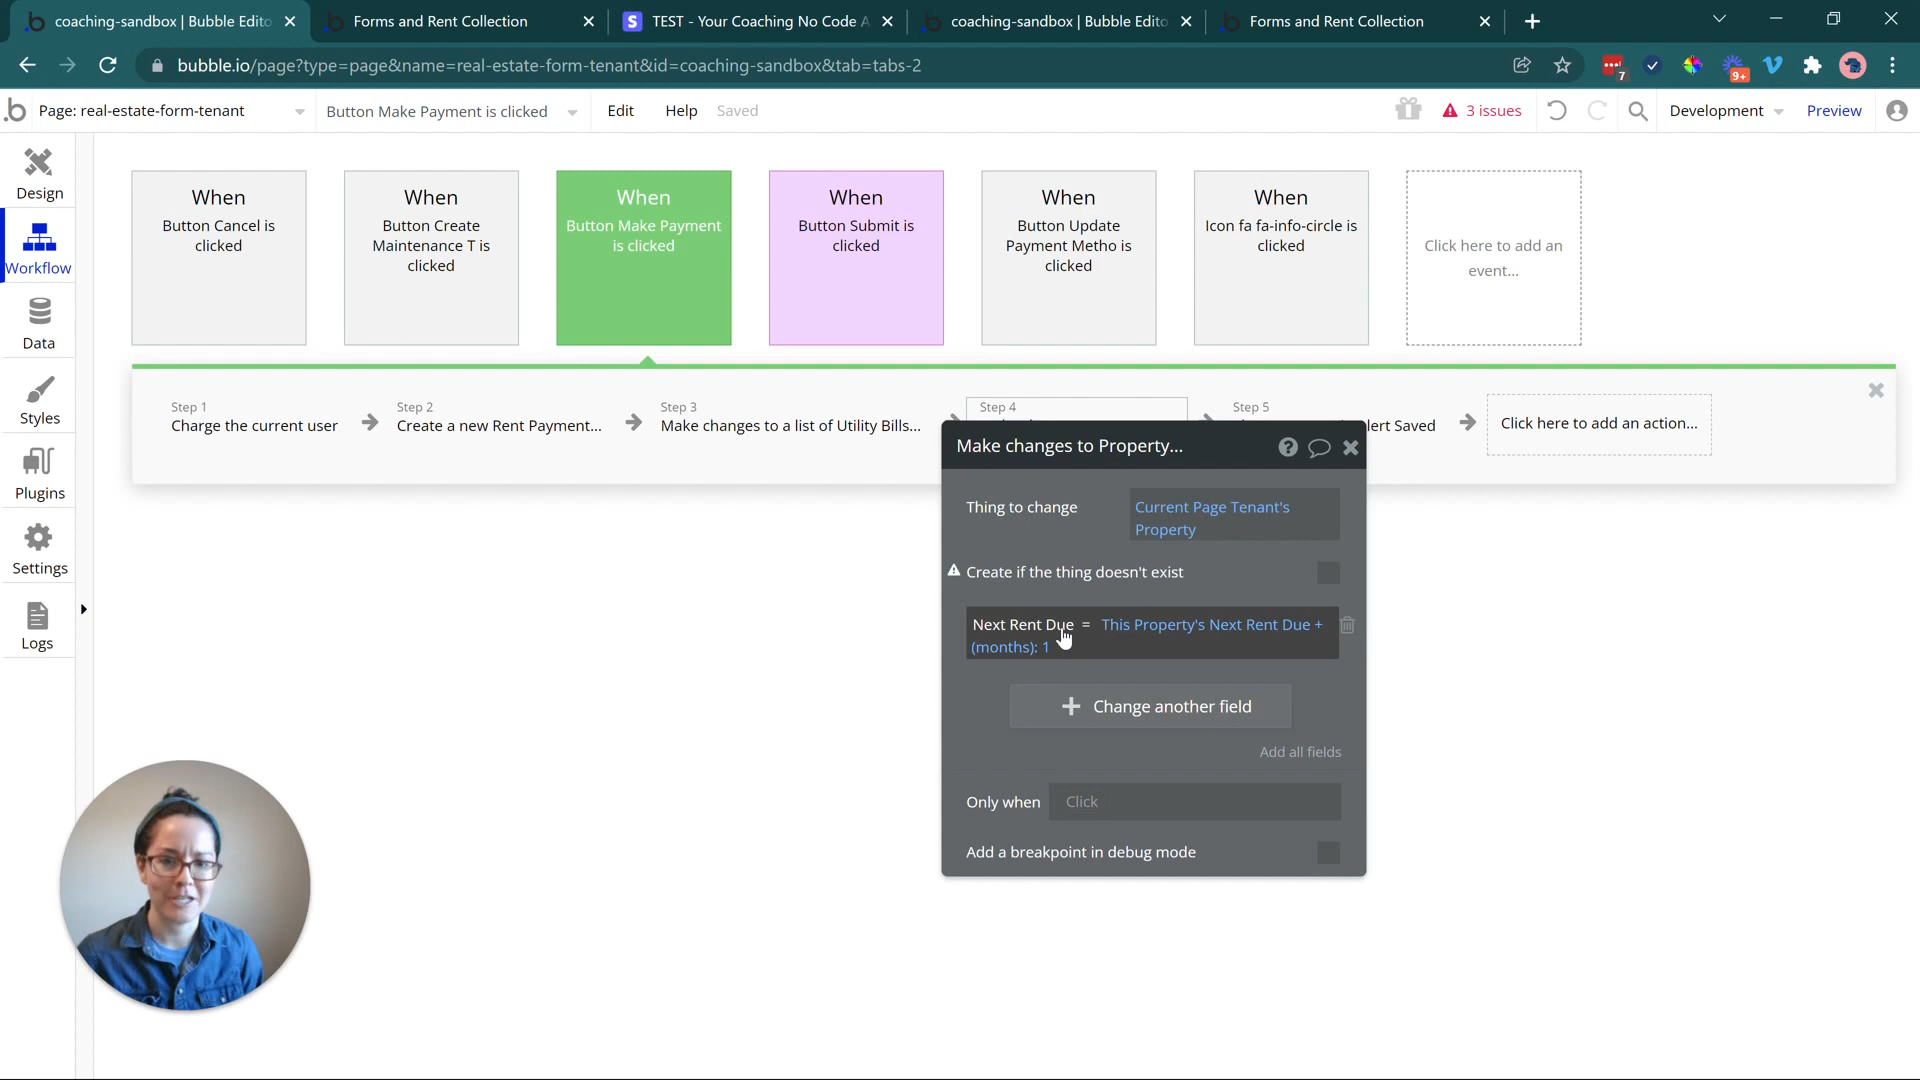 coaching-sandbox | Bubble Edito
Forms and Rent Collection
S TEST - Your Coaching No Code A
coaching-sandbox | Bubble Edito
Forms and Rent Collection
bubble.io/page?type=page&name=real-estate-form-tenant&id=coaching-sandbox&tab=tabs-2
7
9+
Page: real-estate-form-tenant
Button Make Payment is clicked
Edit
Help
Saved
3 issues
Development
Preview
Design
Workflow
Data
Styles
Plugins
Settings
Logs
When
Button Cancel is
clicked
When
Button Create
Maintenance T is
clicked
When
Button Make Payment
is clicked
When
Button Submit is
clicked
When
Button Update
Payment Metho is
clicked
When
Icon fa fa-info-circle is
clicked
Click here to add an
event...
Step 1
Charge the current user
Step 2
Create a new Rent Payment...
Step 3
Make changes to a list of Utility Bills...
Step 4
Step 5
lert Saved
Click here to add an action...
Make changes to Property...
Thing to change
Current Page Tenant's
Property
Create if the thing doesn't exist
Next Rent Due = This Property's Next Rent Due +
(months): 1
Change another field
Add all fields
Only when
Click
Add a breakpoint in debug mode